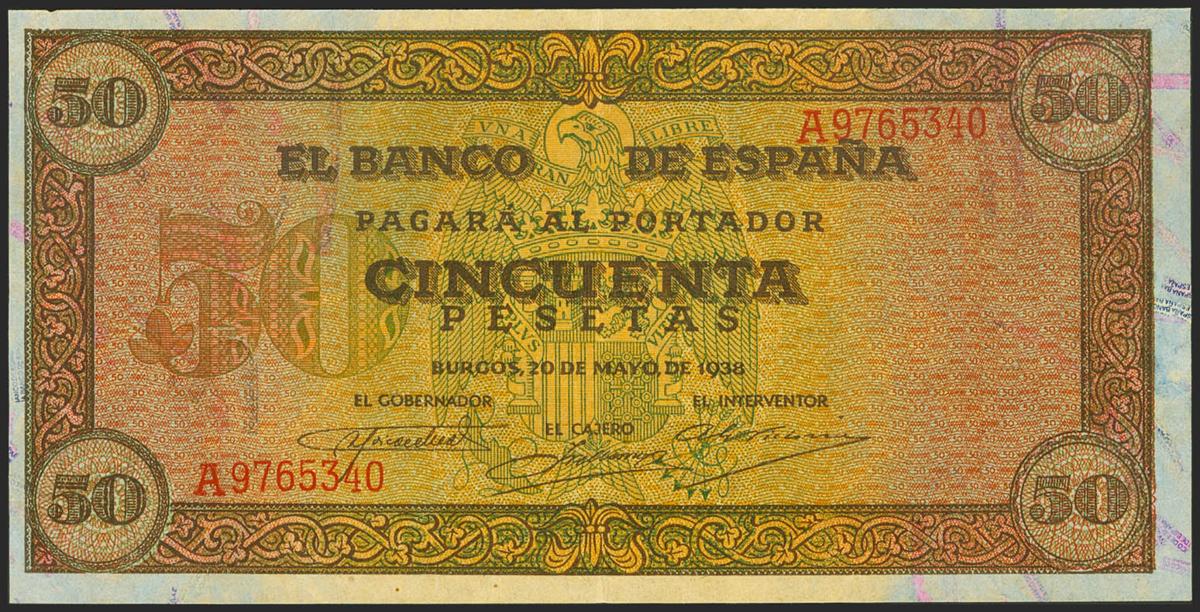 50
50
VNA
LIBRE
A9765340
EL BANCO DE ESPAÑA
PAGARÁ AL PORTADOR
50
CINCUENTA
PESETAS
BURGOS, 20 DE MAYO, DE 1938
EL GOBERNADOR
EL INTERVENTOR
EL CAJERO
A9765340
50
50